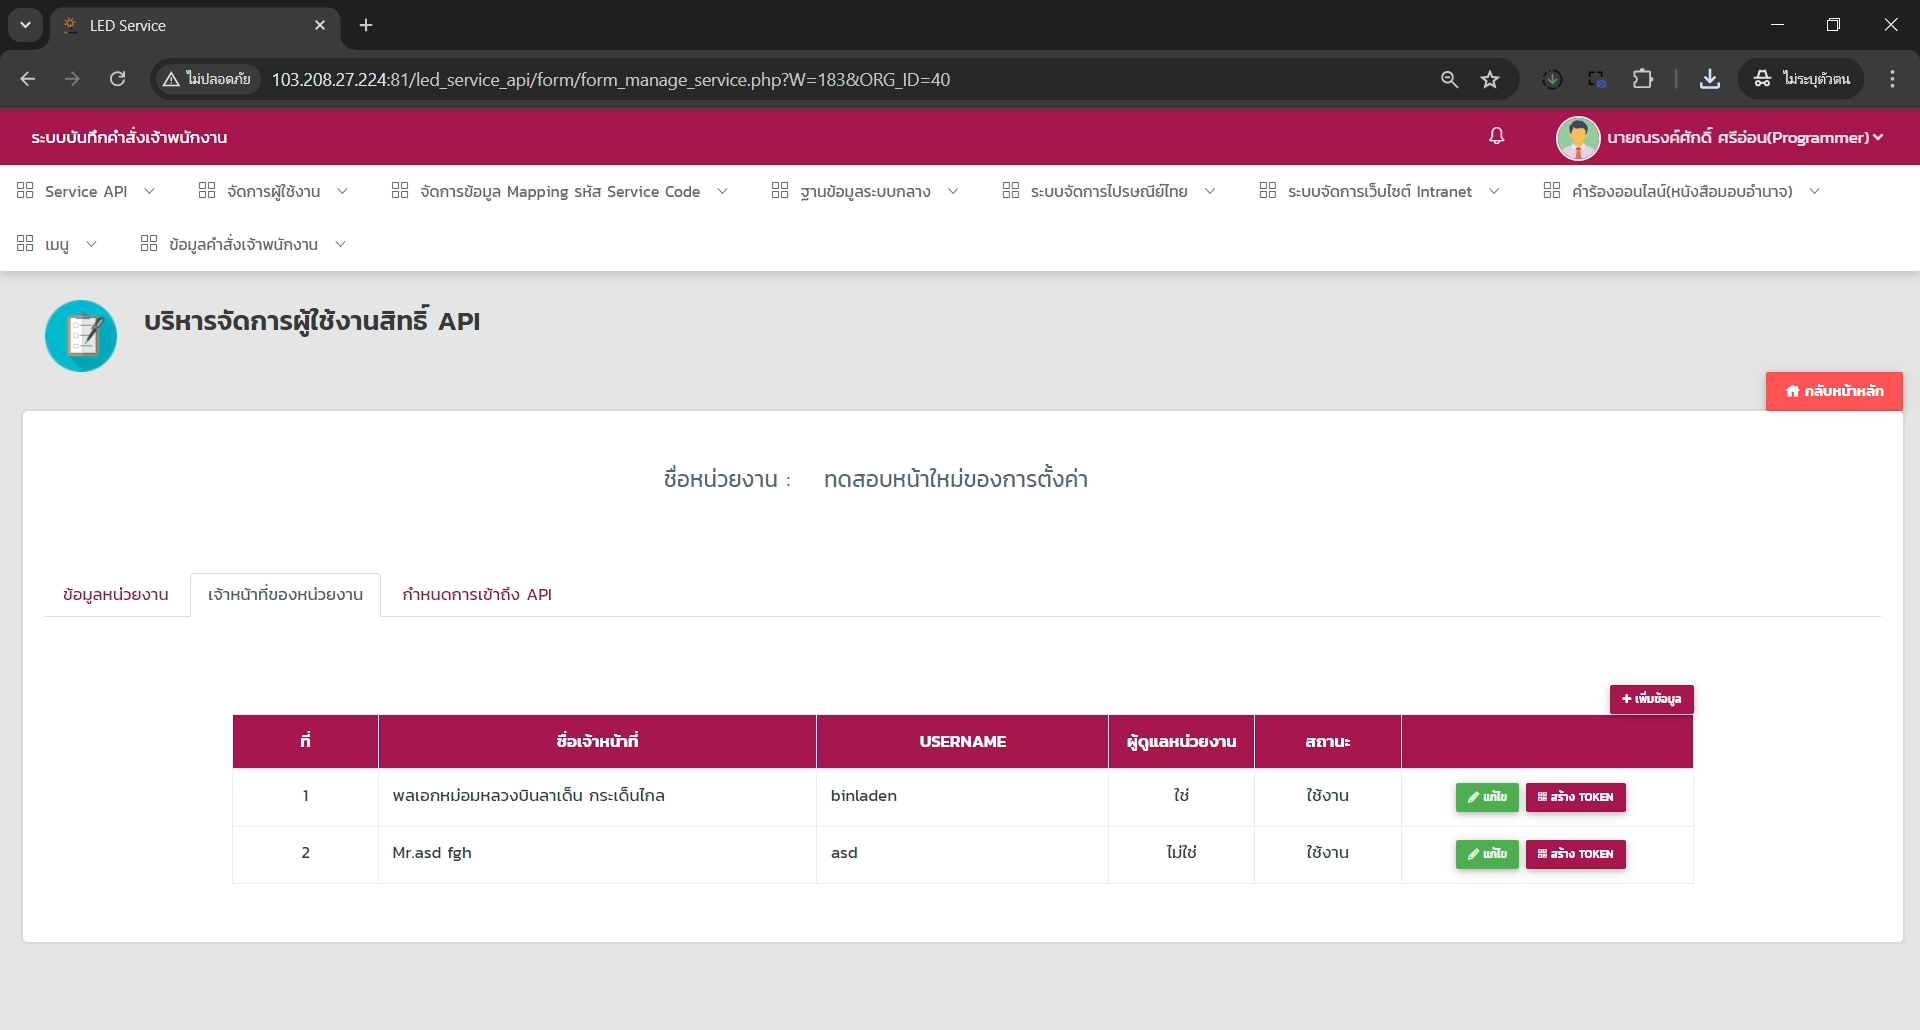 LED Service
ไม่ปลอดภัย
103.208.27.224:81/led_service_api/form/form_manage_service.php?W=183&ORG_ID=40
ไม่ระบุตัวตน
ระบบบันทึกคำสั่งเจ้าพนักงาน
นายณรงค์ศักดิ์ ศรีอ่อน(Programmer)
Service API
จัดการผู้ใช้งาน
จัดการข้อมูล Mapping รหัส Service Code
ฐานข้อมูลระบบกลาง
ระบบจัดการไปรษณีย์ไทย
ระบบจัดการเว็บไซต์ Intranet
คำร้องออนไลน์(หนังสือมอบอำนาจ)
เมนู
ข้อมูลคำสั่งเจ้าพนักงาน
บริหารจัดการผู้ใช้งานสิทธิ์ API
กลับหน้าหลัก
ชื่อหน่วยงาน : ทดสอบหน้าใหม่ของการตั้งค่า
ข้อมูลหน่วยงาน
เจ้าหน้าที่ของหน่วยงาน
กำหนดการเข้าถึง API
+ เพิ่มข้อมูล
ที่ ชื่อเจ้าหน้าที่ USERNAME ผู้ดูแลหน่วยงาน สถานะ
1 พลเอกหม่อมหลวงบินลาเด็น กระเด็นไกล binladen ใช่ ใช้งาน แก้ไข สร้าง TOKEN
2 Mr.asd fgh asd ไม่ใช่ ใช้งาน แก้ไข สร้าง TOKEN